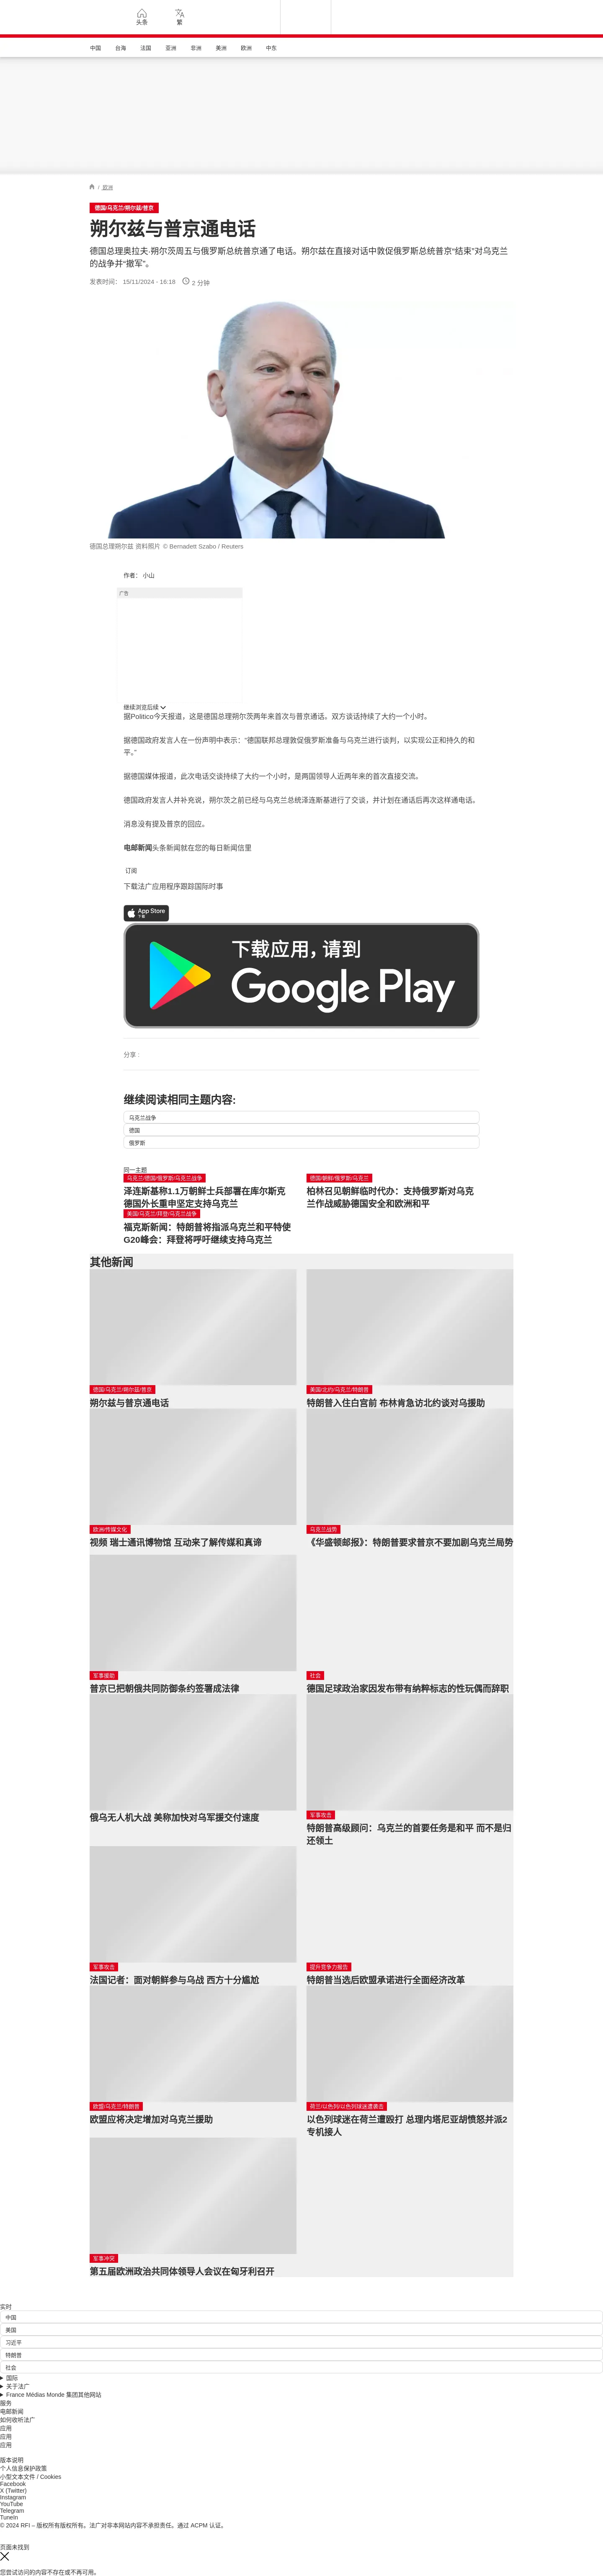 头条
繁
中国
台海
法国
亚洲
非洲
美洲
欧洲
中东
/ 欧洲
德国/乌克兰/朔尔兹/普京
朔尔兹与普京通电话
德国总理奥拉夫·朔尔茨周五与俄罗斯总统普京通了电话。朔尔兹在直接对话中敦促俄罗斯总统普京“结束”对乌克兰
的战争并“撤军”。
发表时间： 15/11/2024 - 16:18
2 分钟
德国总理朔尔兹 资料照片 © Bernadett Szabo / Reuters
作者： 小山
广告
继续浏览后续
据Politico今天报道，这是德国总理朔尔茨两年来首次与普京通话。双方谈话持续了大约一个小时。
据德国政府发言人在一份声明中表示：“德国联邦总理敦促俄罗斯准备与乌克兰进行谈判，以实现公正和持久的和
平。”
据德国媒体报道，此次电话交谈持续了大约一个小时，是两国领导人近两年来的首次直接交流。
德国政府发言人并补充说，朔尔茨之前已经与乌克兰总统泽连斯基进行了交谈，并计划在通话后再次这样通电话。
消息没有提及普京的回应。
电邮新闻头条新闻就在您的每日新闻信里
订阅
下载法广应用程序跟踪国际时事
App Store
下载
下载应用，请到
Google Play
分享 :
继续阅读相同主题内容:
乌克兰战争
德国
俄罗斯
同一主题
乌克兰/德国/俄罗斯/乌克兰战争
泽连斯基称1.1万朝鲜士兵部署在库尔斯克
德国外长重申坚定支持乌克兰
德国/朝鲜/俄罗斯/乌克兰
柏林召见朝鲜临时代办：支持俄罗斯对乌克
兰作战威胁德国安全和欧洲和平
美国/乌克兰/拜登/乌克兰战争
福克斯新闻：特朗普将指派乌克兰和平特使
G20峰会：拜登将呼吁继续支持乌克兰
其他新闻
德国/乌克兰/朔尔兹/普京
朔尔兹与普京通电话
美国/北约/乌克兰/特朗普
特朗普入住白宫前 布林肯急访北约谈对乌援助
欧洲/传媒文化
视频 瑞士通讯博物馆 互动来了解传媒和真谛
乌克兰战势
《华盛顿邮报》：特朗普要求普京不要加剧乌克兰局势
军事援助
普京已把朝俄共同防御条约签署成法律
社会
德国足球政治家因发布带有纳粹标志的性玩偶而辞职
俄乌无人机大战 美称加快对乌军援交付速度
军事攻击
特朗普高级顾问：乌克兰的首要任务是和平 而不是归
还领土
军事攻击
法国记者：面对朝鲜参与乌战 西方十分尴尬
提升竞争力报告
特朗普当选后欧盟承诺进行全面经济改革
欧盟/乌克兰/特朗普
欧盟应将决定增加对乌克兰援助
荷兰/以色列/以色列球迷遭袭击
以色列球迷在荷兰遭殴打 总理内塔尼亚胡愤怒并派2
专机接人
军事冲突
第五届欧洲政治共同体领导人会议在匈牙利召开
实时
中国
美国
习近平
特朗普
社会
国际
关于法广
France Médias Monde 集团其他网站
服务
电邮新闻
如何收听法广
应用
应用
应用
版本说明
个人信息保护政策
小型文本文件 / Cookies
Facebook
X (Twitter)
Instagram
YouTube
Telegram
TuneIn
© 2024 RFI – 版权所有版权所有。法广对非本网站内容不承担责任。通过 ACPM 认证。
页面未找到
您尝试访问的内容不存在或不再可用。